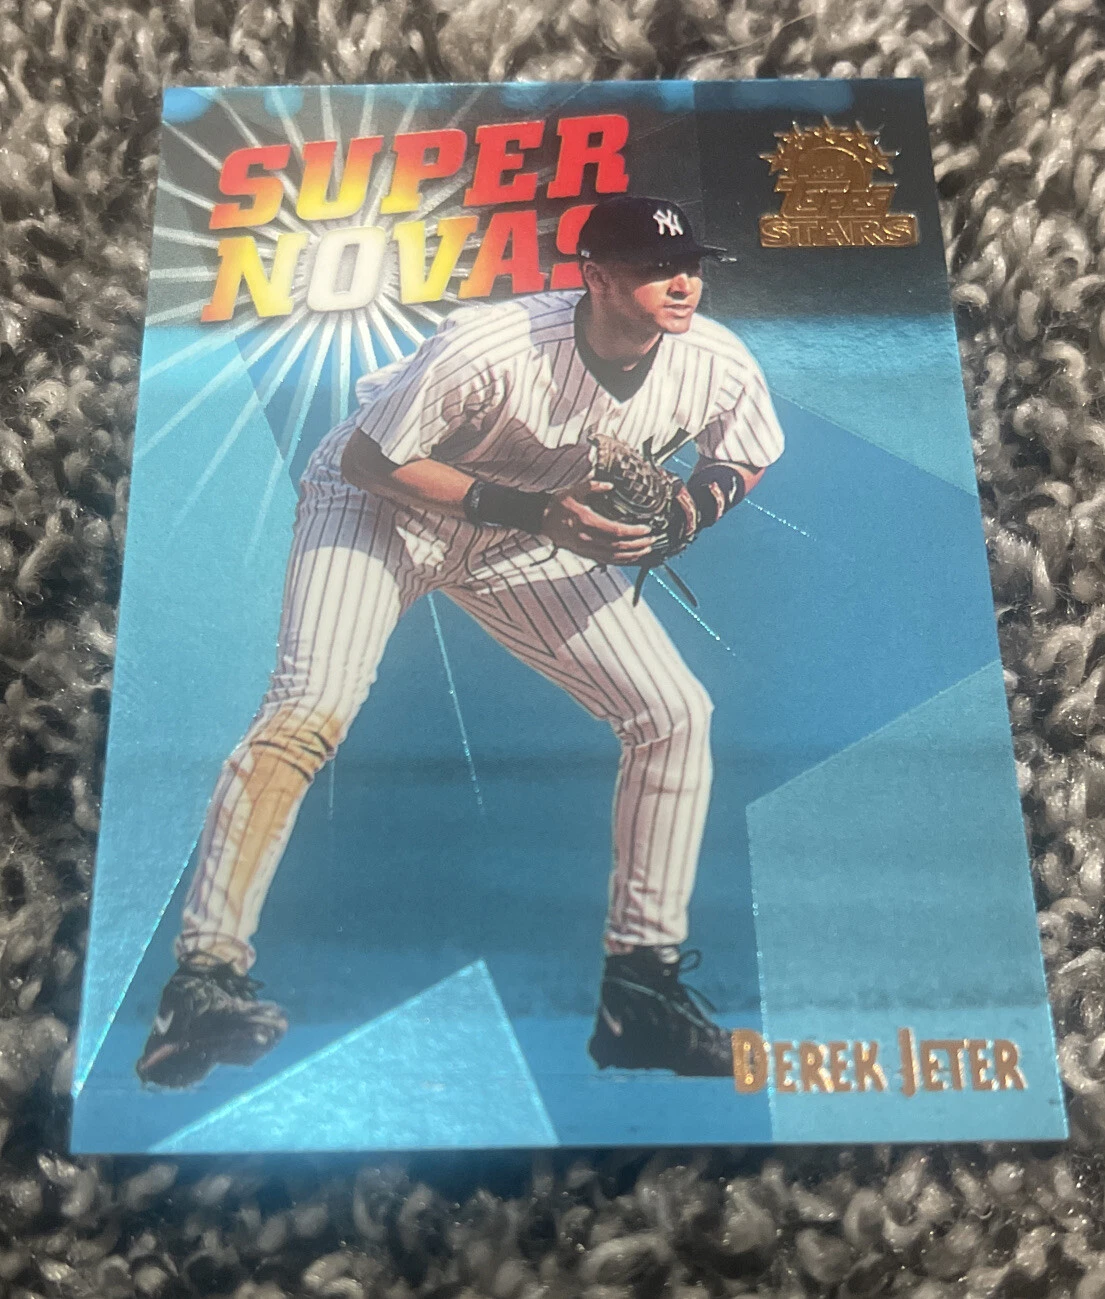 SUPER
NOVAS
Topps
STARS
NY
DEREK JETER